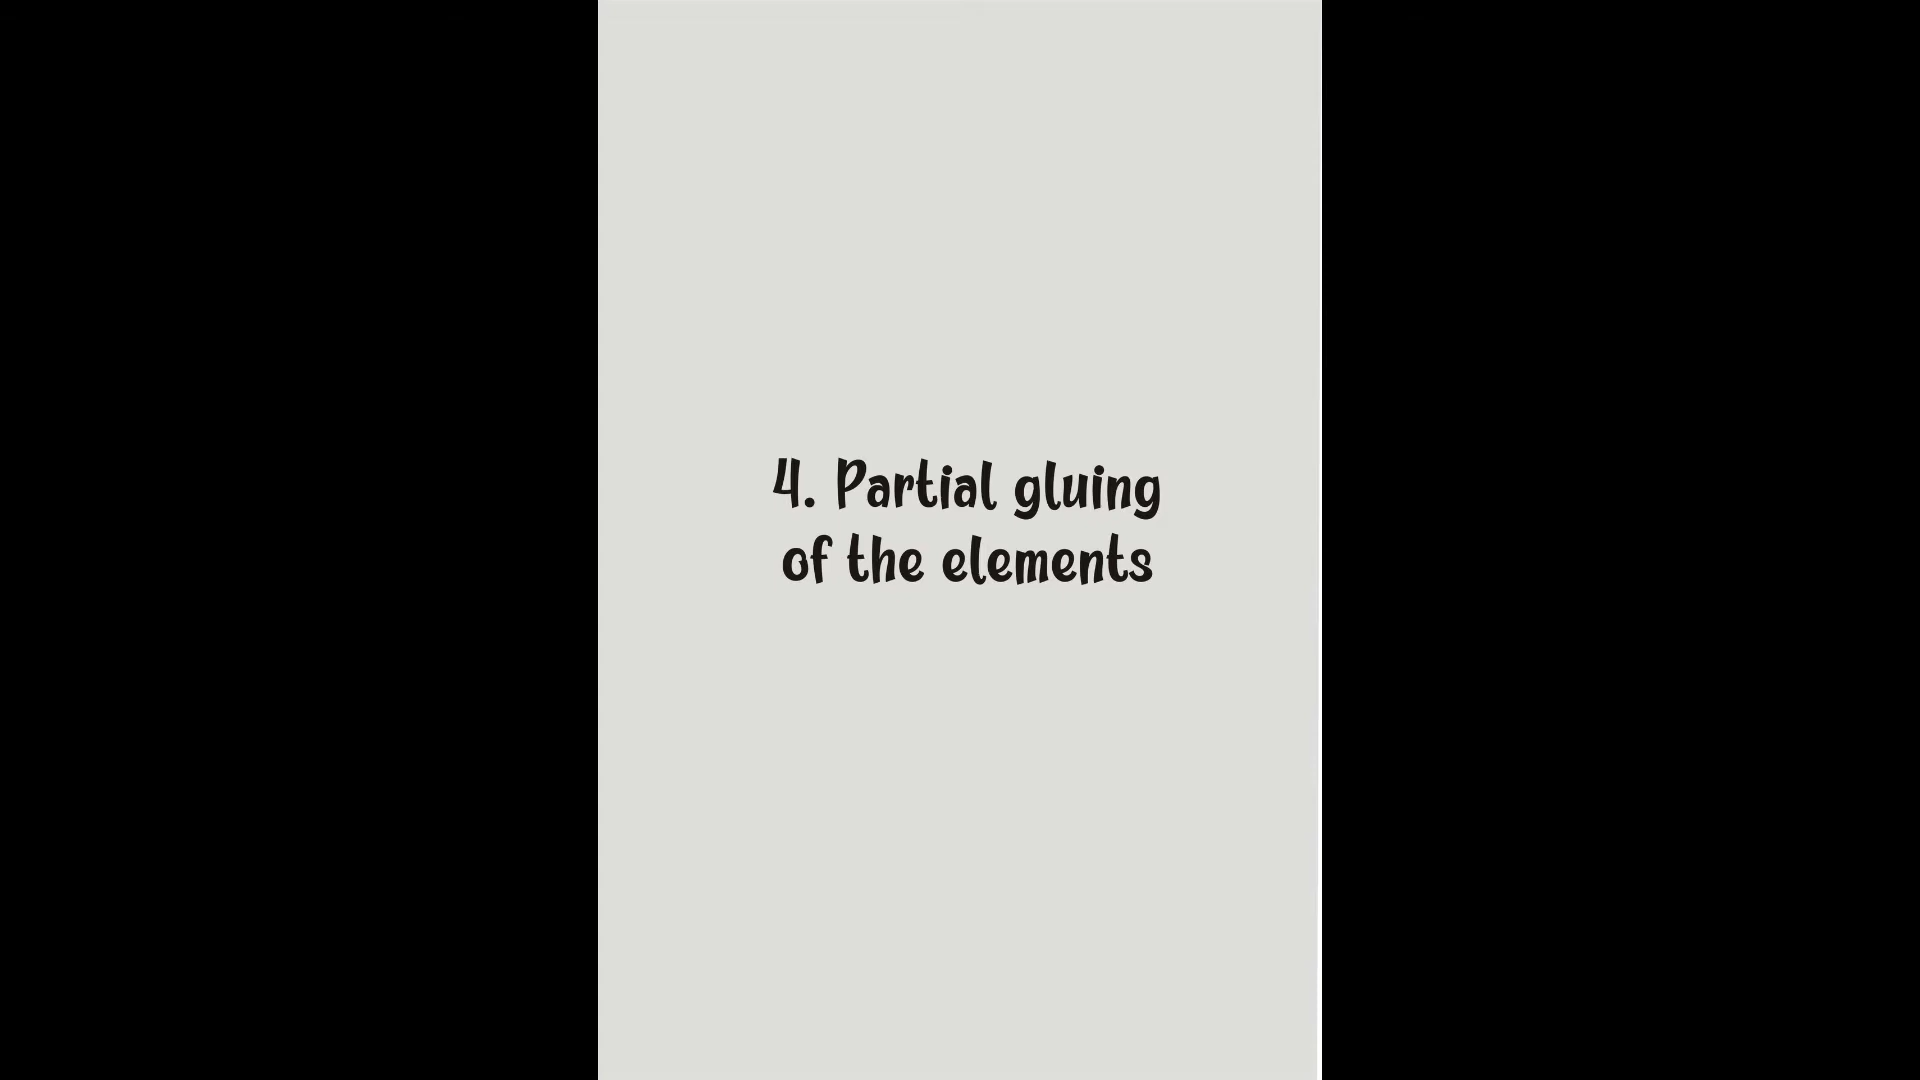 4. Partial gluing
of the elements